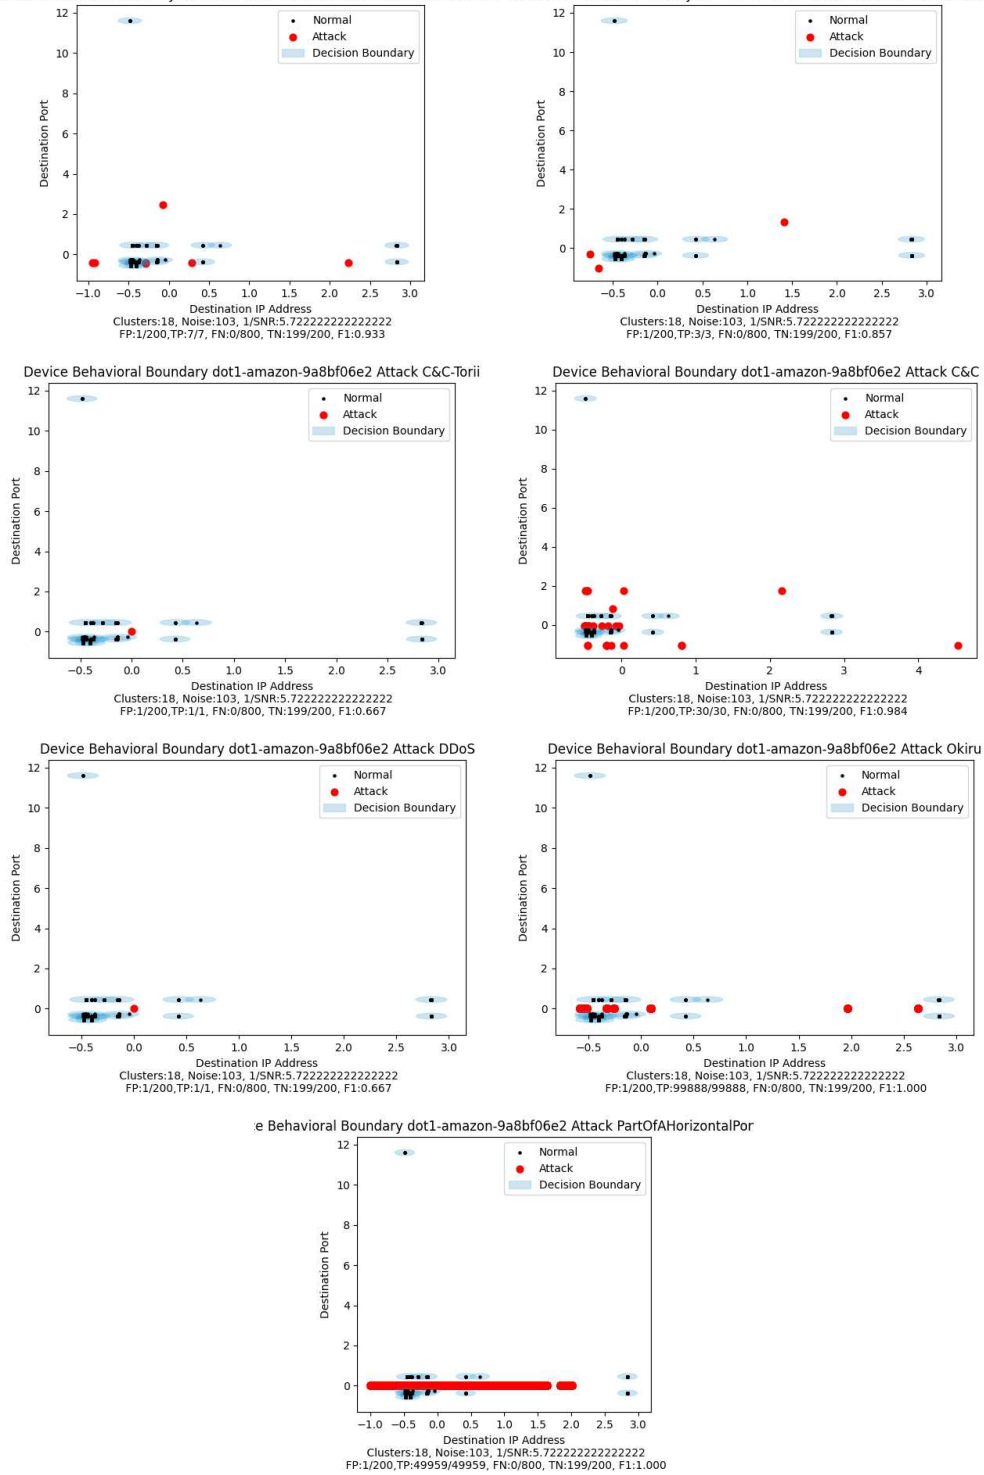 12
10
8
6
4
2
0
Destination Port
Normal
Attack
Decision Boundary
−1.0 −0.5 0.0 0.5 1.0 1.5 2.0 2.5 3.0
Destination IP Address
Clusters:18, Noise:103, 1/SNR:5.722222222222222
FP:1/200,TP:7/7, FN:0/800, TN:199/200, F1:0.933
12
10
8
6
4
2
0
Destination Port
Normal
Attack
Decision Boundary
−0.5 0.0 0.5 1.0 1.5 2.0 2.5 3.0
Destination IP Address
Clusters:18, Noise:103, 1/SNR:5.722222222222222
FP:1/200,TP:3/3, FN:0/800, TN:199/200, F1:0.857
Device Behavioral Boundary dot1-amazon-9a8bf06e2 Attack C&C-Torii
12
10
8
6
4
2
0
Destination Port
Normal
Attack
Decision Boundary
−0.5 0.0 0.5 1.0 1.5 2.0 2.5 3.0
Destination IP Address
Clusters:18, Noise:103, 1/SNR:5.722222222222222
FP:1/200,TP:1/1, FN:0/800, TN:199/200, F1:0.667
Device Behavioral Boundary dot1-amazon-9a8bf06e2 Attack C&C
12
10
8
6
4
2
0
Destination Port
Normal
Attack
Decision Boundary
0 1 2 3 4
Destination IP Address
Clusters:18, Noise:103, 1/SNR:5.722222222222222
FP:1/200,TP:30/30, FN:0/800, TN:199/200, F1:0.984
Device Behavioral Boundary dot1-amazon-9a8bf06e2 Attack DDoS
12
10
8
6
4
2
0
Destination Port
Normal
Attack
Decision Boundary
−0.5 0.0 0.5 1.0 1.5 2.0 2.5 3.0
Destination IP Address
Clusters:18, Noise:103, 1/SNR:5.722222222222222
FP:1/200,TP:1/1, FN:0/800, TN:199/200, F1:0.667
Device Behavioral Boundary dot1-amazon-9a8bf06e2 Attack Okiru
12
10
8
6
4
2
0
Destination Port
Normal
Attack
Decision Boundary
−0.5 0.0 0.5 1.0 1.5 2.0 2.5 3.0
Destination IP Address
Clusters:18, Noise:103, 1/SNR:5.722222222222222
FP:1/200,TP:99888/99888, FN:0/800, TN:199/200, F1:1.000
e Behavioral Boundary dot1-amazon-9a8bf06e2 Attack PartOfAHorizontalPor
12
10
8
6
4
2
0
Destination Port
Normal
Attack
Decision Boundary
−1.0 −0.5 0.0 0.5 1.0 1.5 2.0 2.5 3.0
Destination IP Address
Clusters:18, Noise:103, 1/SNR:5.722222222222222
FP:1/200,TP:49959/49959, FN:0/800, TN:199/200, F1:1.000